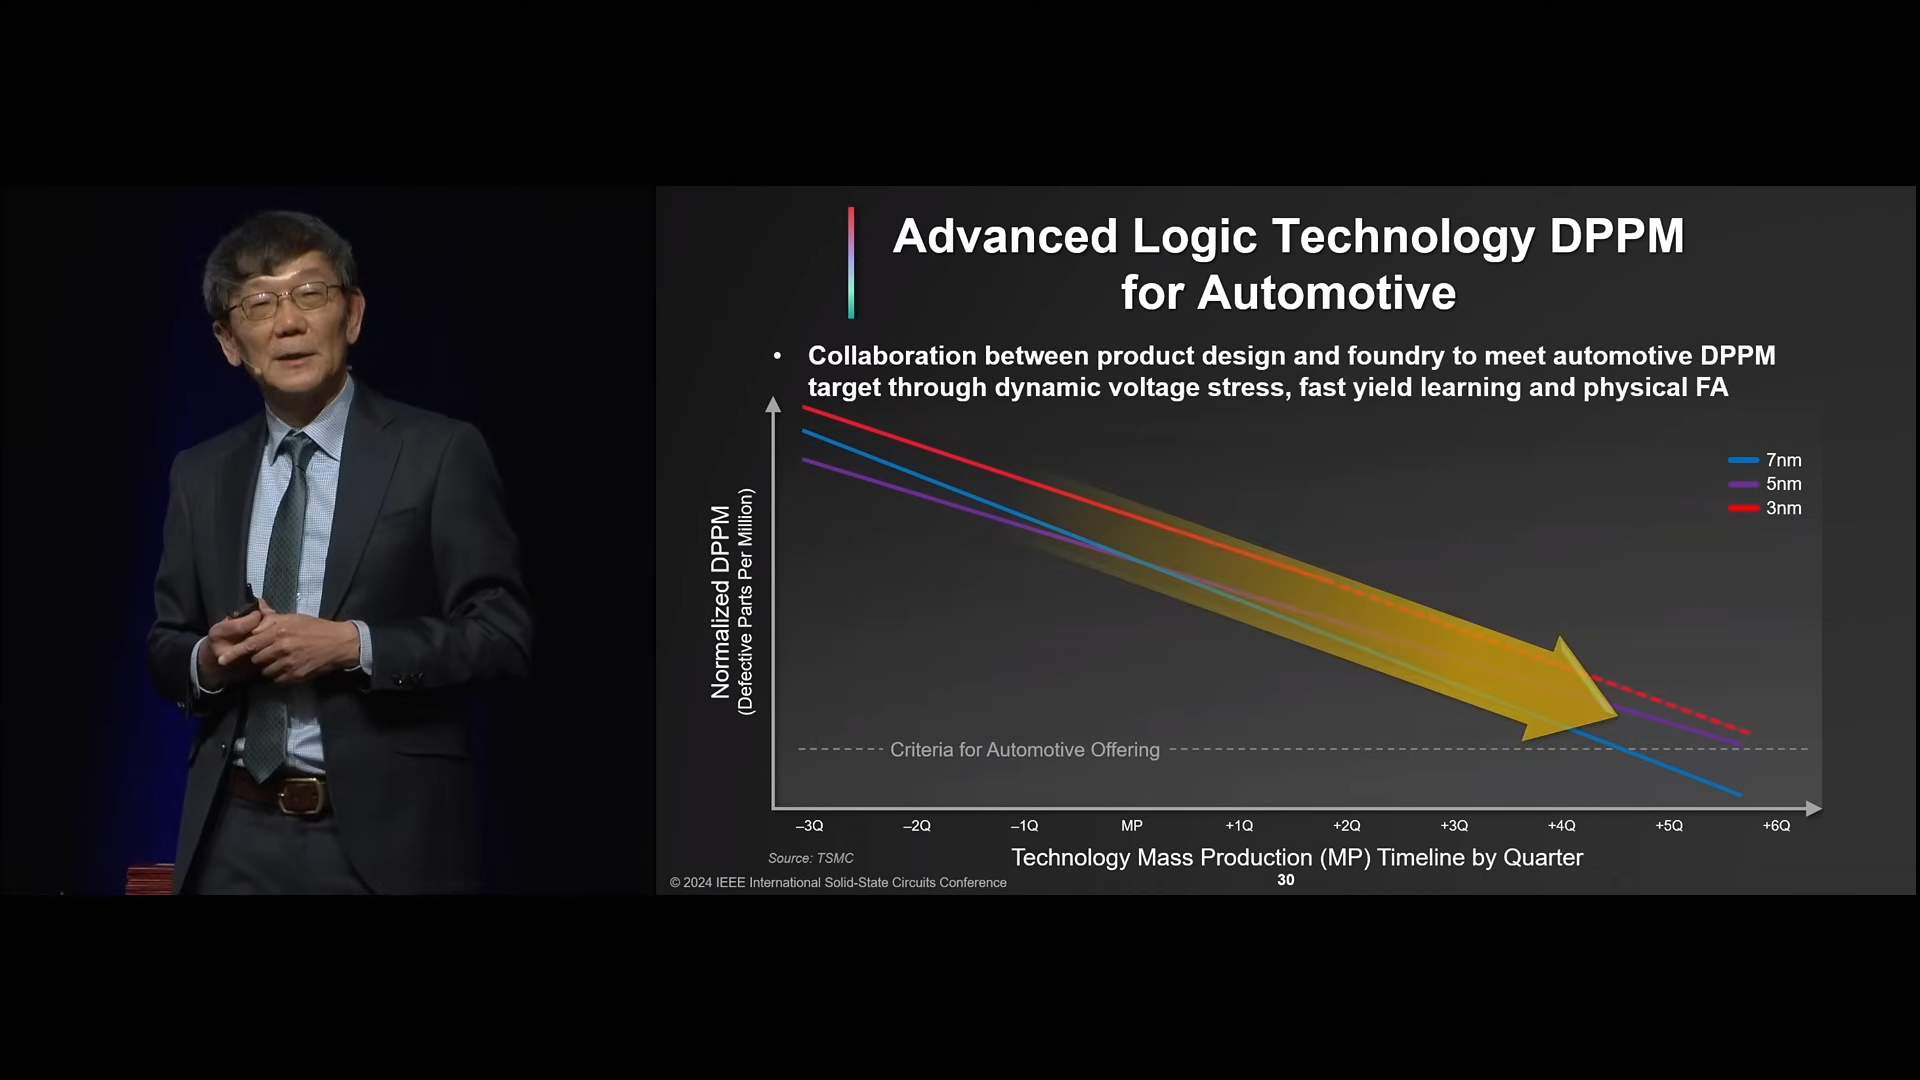 Advanced Logic Technology DPPM
for Automotive
• Collaboration between product design and foundry to meet automotive DPPM
target through dynamic voltage stress, fast yield learning and physical FA
Normalized DPPM
(Defective Parts Per Million)
7nm
5nm
3nm
Criteria for Automotive Offering
–3Q –2Q –1Q MP +1Q +2Q +3Q +4Q +5Q +6Q
Technology Mass Production (MP) Timeline by Quarter
Source: TSMC
© 2024 IEEE International Solid-State Circuits Conference
30